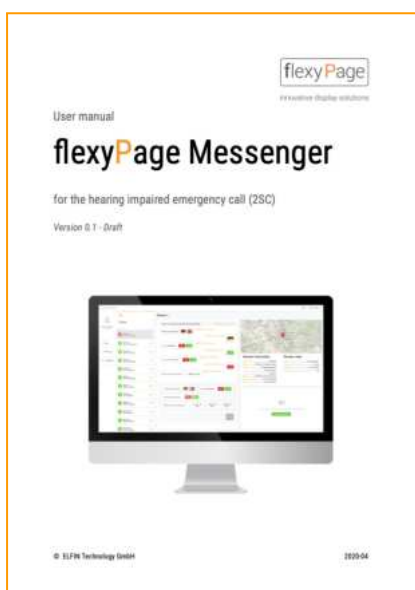 flexyPage
innovative display solutions
User manual
flexyPage Messenger
for the hearing impaired emergency call (2SC)
Version 0.1 - Draft
© ELFIN Technology GmbH
2020-04